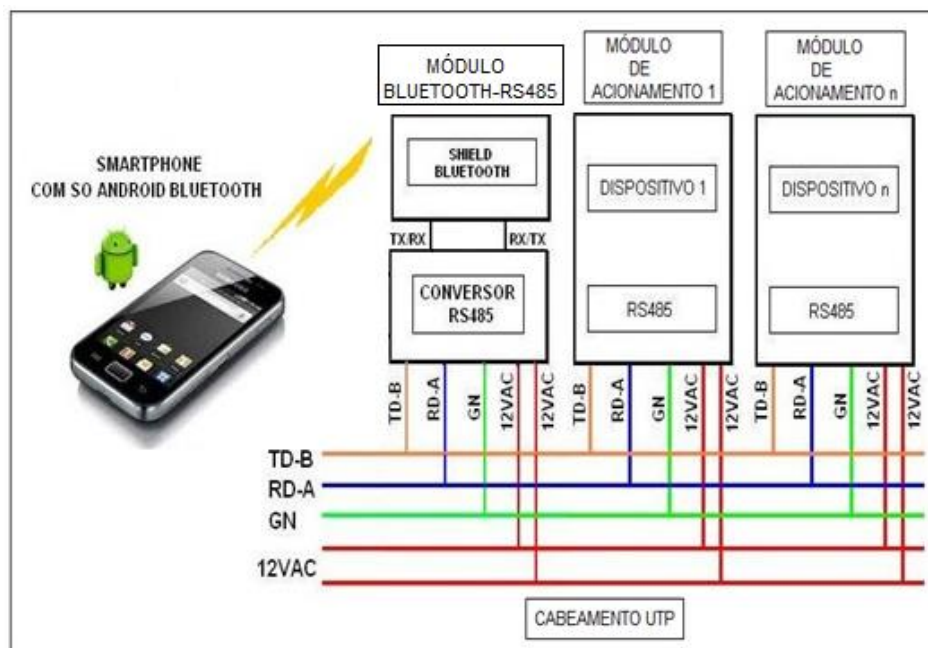 MÓDULO
BLUETOOTH-RS485
MÓDULO
DE
ACIONAMENTO 1
MÓDULO
DE
ACIONAMENTO n
SMARTPHONE
COM SO ANDROID BLUETOOTH
SHIELD
BLUETOOTH
DISPOSITIVO 1
DISPOSITIVO n
TX/RX
RX/TX
CONVERSOR
RS485
RS485
RS485
TD-B
RD-A
GN
12VAC
12VAC
TD-B
RD-A
GN
12VAC
12VAC
TD-B
RD-A
GN
12VAC
12VAC
TD-B
RD-A
GN
12VAC
CABEAMENTO UTP